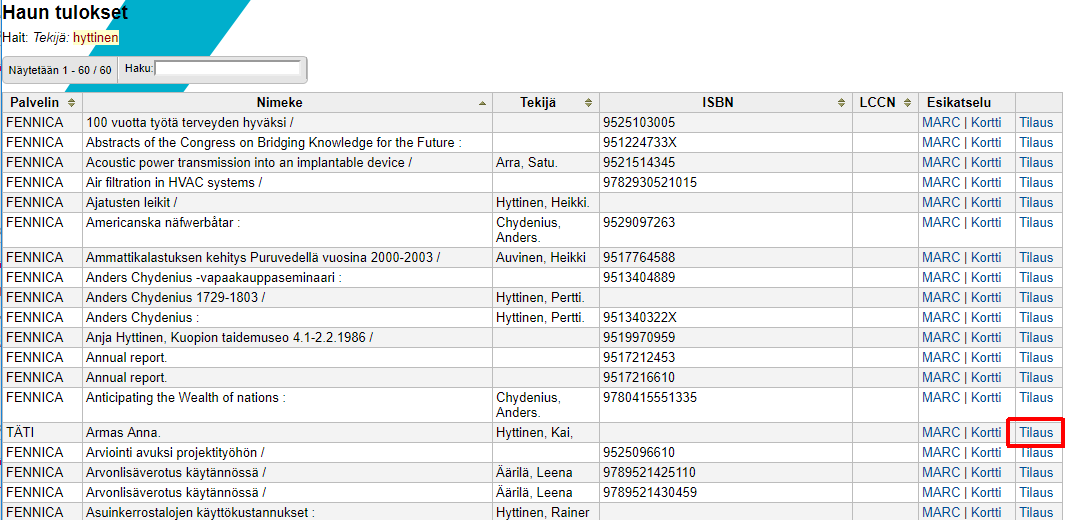 Haun tulokset
Hait: Tekijä: hyttinen
Näytetään 1 - 60 / 60 Haku:
Palvelin Nimeke Tekijä ISBN LCCN Esikatselu
FENNICA 100 vuotta työtä terveyden hyväksi / 9525103005 MARC | Kortti Tilaus
FENNICA Abstracts of the Congress on Bridging Knowledge for the Future : 951224733X MARC | Kortti Tilaus
FENNICA Acoustic power transmission into an implantable device / Arra, Satu. 9521514345 MARC | Kortti Tilaus
FENNICA Air filtration in HVAC systems / 9782930521015 MARC | Kortti Tilaus
FENNICA Ajatusten leikit / Hyttinen, Heikki. MARC | Kortti Tilaus
FENNICA Americanska näfwerbåtar : Chydenius, 9529097263 MARC | Kortti Tilaus
Anders.
FENNICA Ammattikalastuksen kehitys Puruvedellä vuosina 2000-2003 / Auvinen, Heikki 9517764588 MARC | Kortti Tilaus
FENNICA Anders Chydenius -vapaakauppaseminaari : 9513404889 MARC | Kortti Tilaus
FENNICA Anders Chydenius 1729-1803 / Hyttinen, Pertti. MARC | Kortti Tilaus
FENNICA Anders Chydenius : Hyttinen, Pertti. 951340322X MARC | Kortti Tilaus
FENNICA Anja Hyttinen, Kuopion taidemuseo 4.1-2.2.1986 / 9519970959 MARC | Kortti Tilaus
FENNICA Annual report. 9517212453 MARC | Kortti Tilaus
FENNICA Annual report. 9517216610 MARC | Kortti Tilaus
FENNICA Anticipating the Wealth of nations : Chydenius, 9780415551335 MARC | Kortti Tilaus
Anders.
TÄTI Armas Anna. Hyttinen, Kai, MARC | Kortti Tilaus
FENNICA Arviointi avuksi projektityöhön / 9525096610 MARC | Kortti Tilaus
FENNICA Arvonlisäverotus käytännössä / Äärilä, Leena 9789521425110 MARC | Kortti Tilaus
FENNICA Arvonlisäverotus käytännössä / Äärilä, Leena 9789521430459 MARC | Kortti Tilaus
FENNICA Asuinkerrostalojen käyttökustannukset : Hyttinen, Rainer MARC | Kortti Tilaus